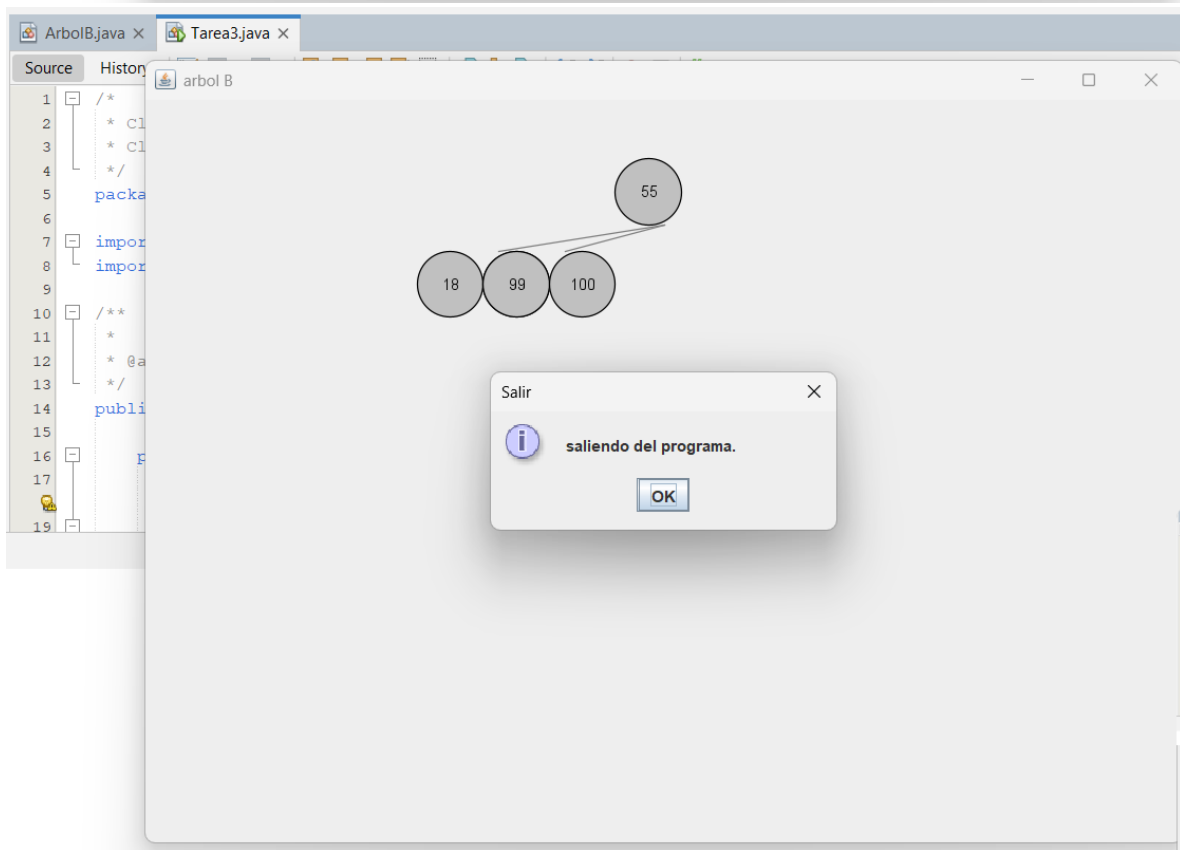 ArbolB.java
Tarea3.java
Source
History
arbol B
1 /*
2 * Cl
3 * Cl
4 */
5 packa
6
7 impor
8 impor
9
10 /**
11 *
12 * @a
13 */
14 publi
15
16 p
17
19
55
18 99 100
Salir
saliendo del programa.
OK